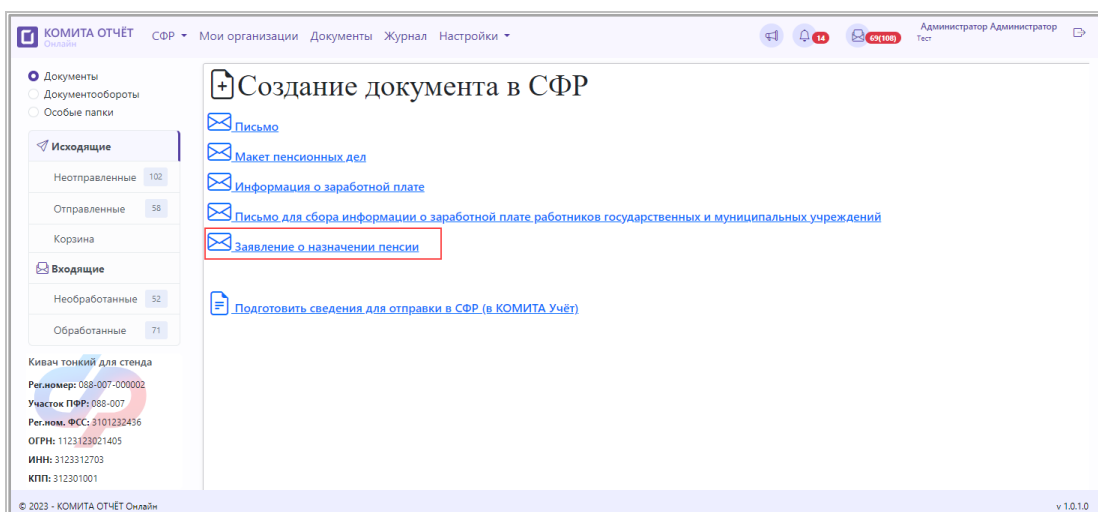 КОМИТА ОТЧЁТ
Онлайн
СФР Мои организации Документы Журнал Настройки
14
69(108)
Администратор Администратор
Тест
Документы
Документообороты
Особые папки
Исходящие
Неотправленные 102
Отправленные 58
Корзина
Входящие
Необработанные 52
Обработанные 71
Кивач тонкий для стенда
Рег.номер: 088-007-000002
Участок ПФР: 088-007
Рег.ном. ФСС: 3101232436
ОГРН: 1123123021405
ИНН: 3123312703
КПП: 312301001
Создание документа в СФР
Письмо
Макет пенсионных дел
Информация о заработной плате
Письмо для сбора информации о заработной плате работников государственных и муниципальных учреждений
Заявление о назначении пенсии
Подготовить сведения для отправки в СФР (в КОМИТА Учёт)
© 2023 - КОМИТА ОТЧЁТ Онлайн
v 1.0.1.0